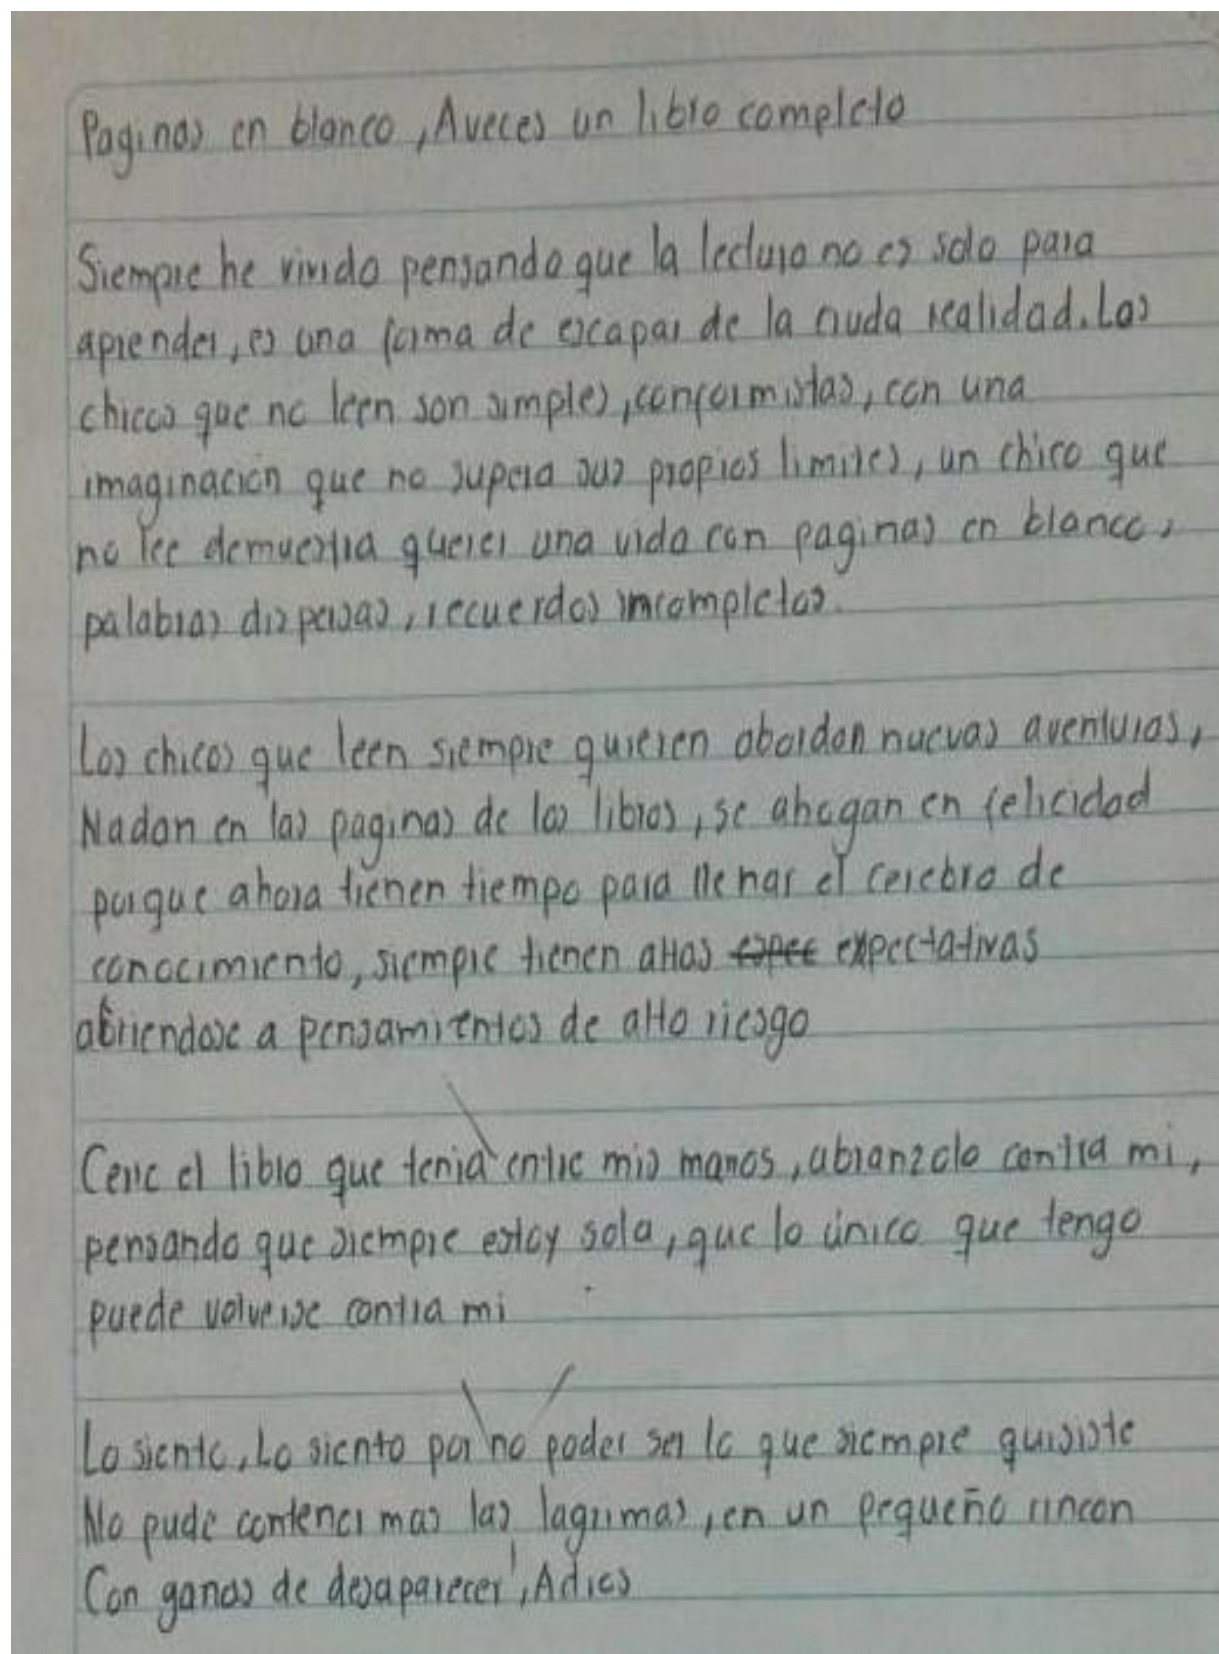 Paginas en blanco, Aveces un libro completo
Siempre he vivido pensando que la lectura no es solo para
aprender, es una forma de escapar de la cruda realidad. Los
chicos que no leen son simples, conformistas, con una
imaginacion que no supera sus propios limites, un chico que
no lee demuestra querer una vida con paginas en blanco,
palabras dispersas, recuerdos incompletos.
Los chicos que leen siempre quieren abordan nuevas aventuras,
Nadan en las paginas de los libros, se ahogan en felicidad
porque ahora tienen tiempo para llenar el cerebro de
conocimiento, siempre tienen altas expectativas
abriendose a pensamientos de alto riesgo
Cerre el libro que tenia entre mis manos, abranzolo contra mi,
pensando que siempre estoy sola, que lo único que tengo
puede volverse contra mi
Lo siento, Lo siento por no poder ser lo que siempre quisiste
No pude contener mas las lagrimas, en un pequeño rincon
Con ganas de desaparecer, Adios